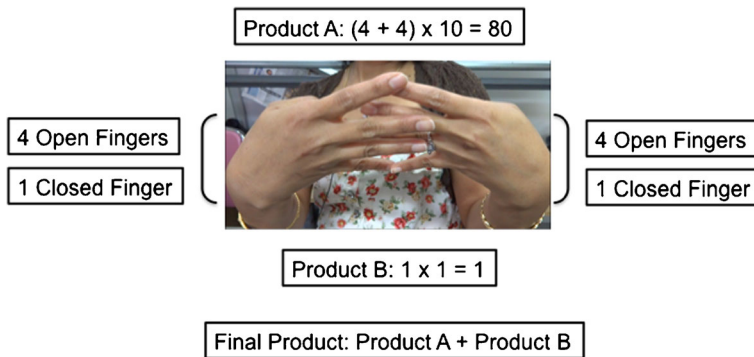 Product A: (4 + 4) x 10 = 80
4 Open Fingers
1 Closed Finger
4 Open Fingers
1 Closed Finger
Product B: 1 x 1 = 1
Final Product: Product A + Product B